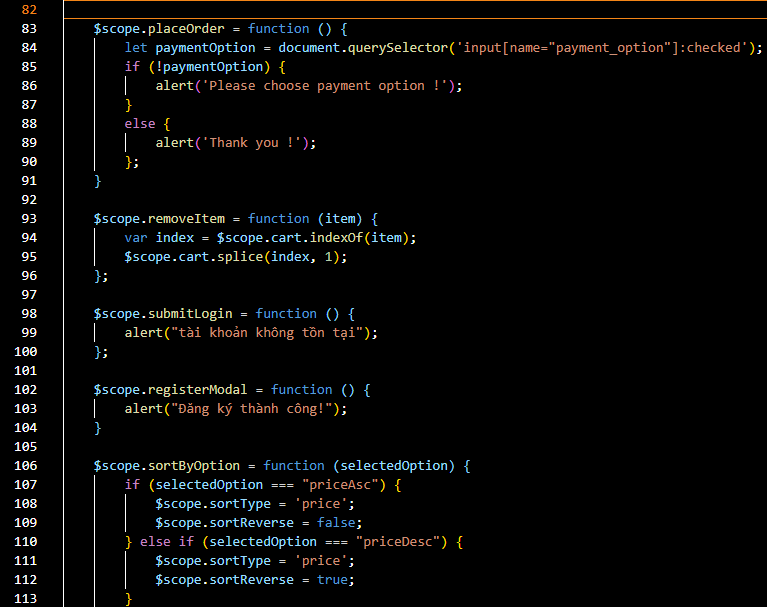 82
83 $scope.placeOrder = function () {
84 let paymentOption = document.querySelector('input[name="payment_option"]:checked');
85 if (!paymentOption) {
86 alert('Please choose payment option !');
87 }
88 else {
89 alert('Thank you !');
90 };
91 }
92
93 $scope.removeItem = function (item) {
94 var index = $scope.cart.indexOf(item);
95 $scope.cart.splice(index, 1);
96 };
97
98 $scope.submitLogin = function () {
99 alert("tài khoản không tồn tại");
100 };
101
102 $scope.registerModal = function () {
103 alert("Đăng ký thành công!");
104 }
105
106 $scope.sortByOption = function (selectedOption) {
107 if (selectedOption === "priceAsc") {
108 $scope.sortType = 'price';
109 $scope.sortReverse = false;
110 } else if (selectedOption === "priceDesc") {
111 $scope.sortType = 'price';
112 $scope.sortReverse = true;
113 }